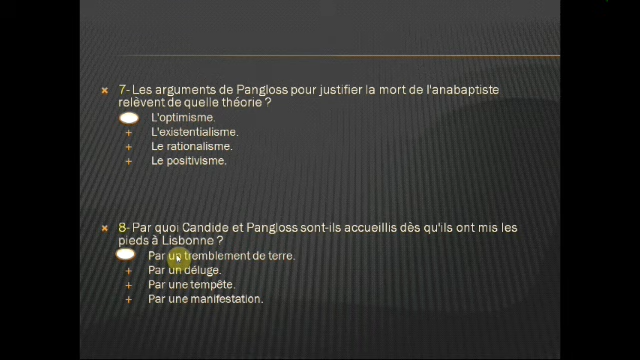 7- Les arguments de Pangloss pour justifier la mort de l'anabaptiste
relèvent de quelle théorie ?
L'optimisme.
+ L'existentialisme.
+ Le rationalisme.
+ Le positivisme.
8- Par quoi Candide et Pangloss sont-ils accueillis dès qu'ils ont mis les
pieds à Lisbonne ?
Par un tremblement de terre.
+ Par un déluge.
+ Par une tempête.
+ Par une manifestation.